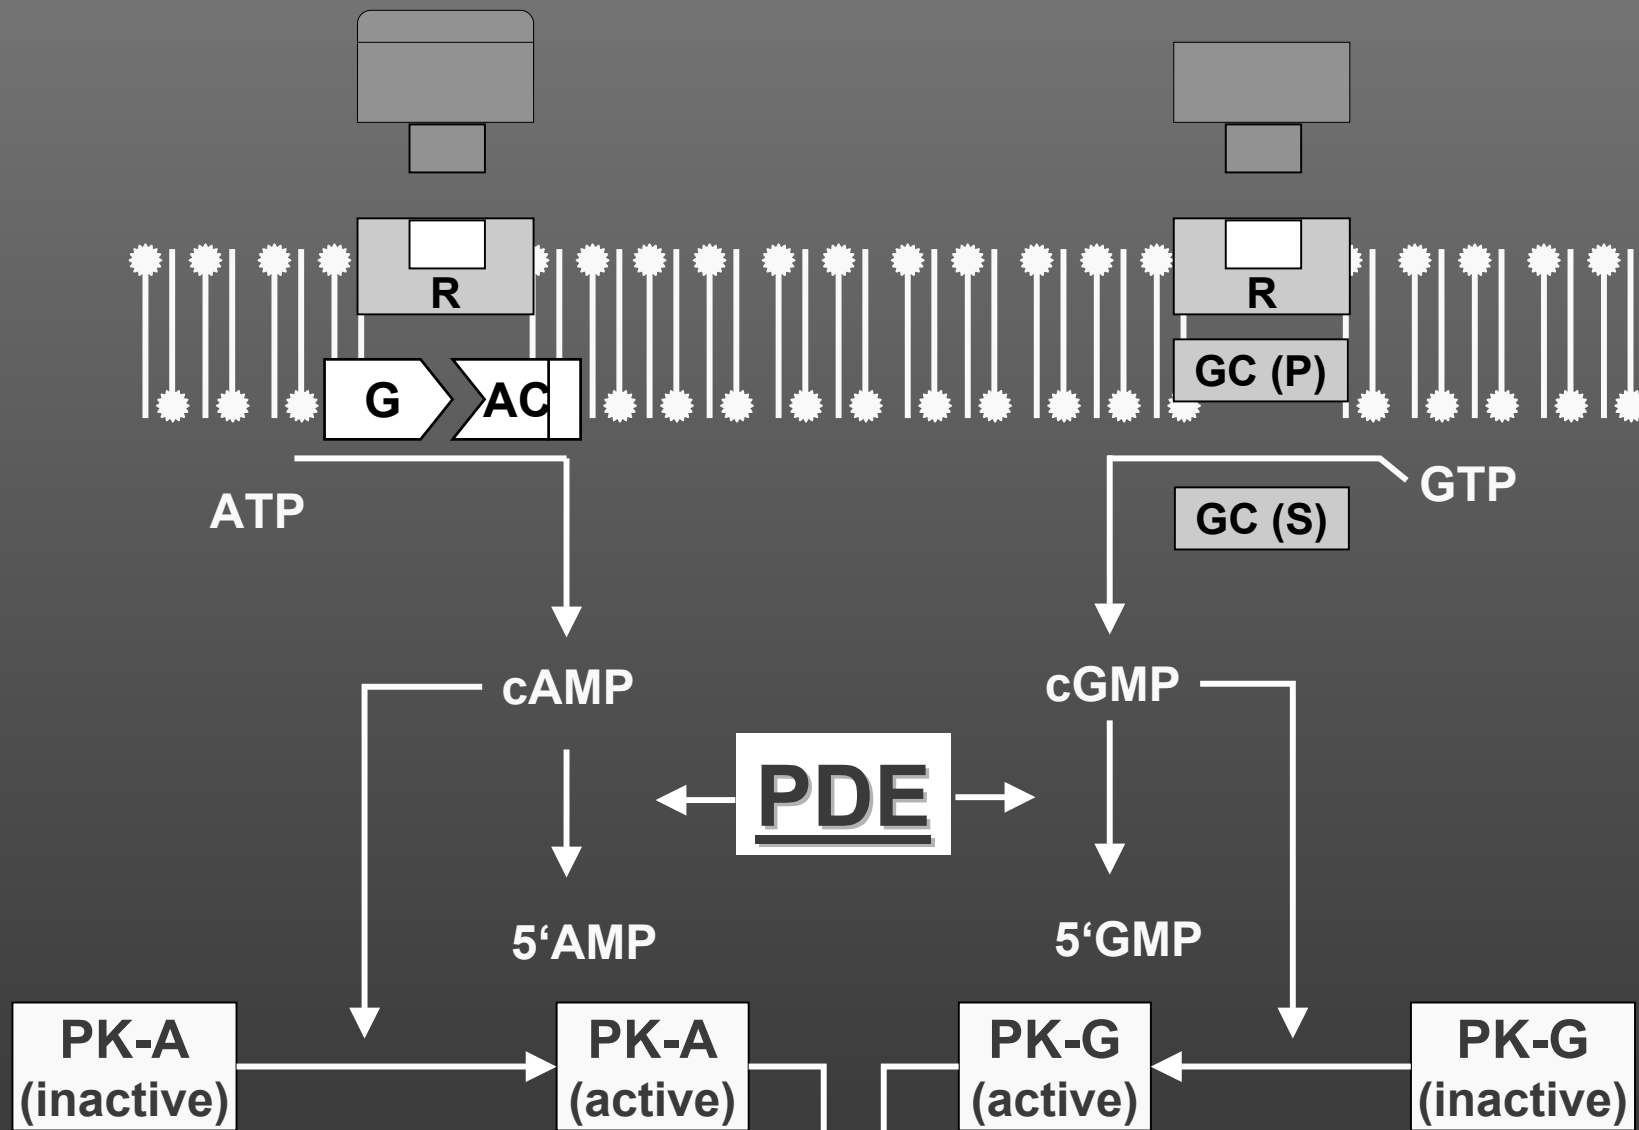 R
R
G
AC
GC (P)
ATP
GTP
GC (S)
cAMP
cGMP
PDE
5‘AMP
5‘GMP
PK-A
(inactive)
PK-A
(active)
PK-G
(active)
PK-G
(inactive)